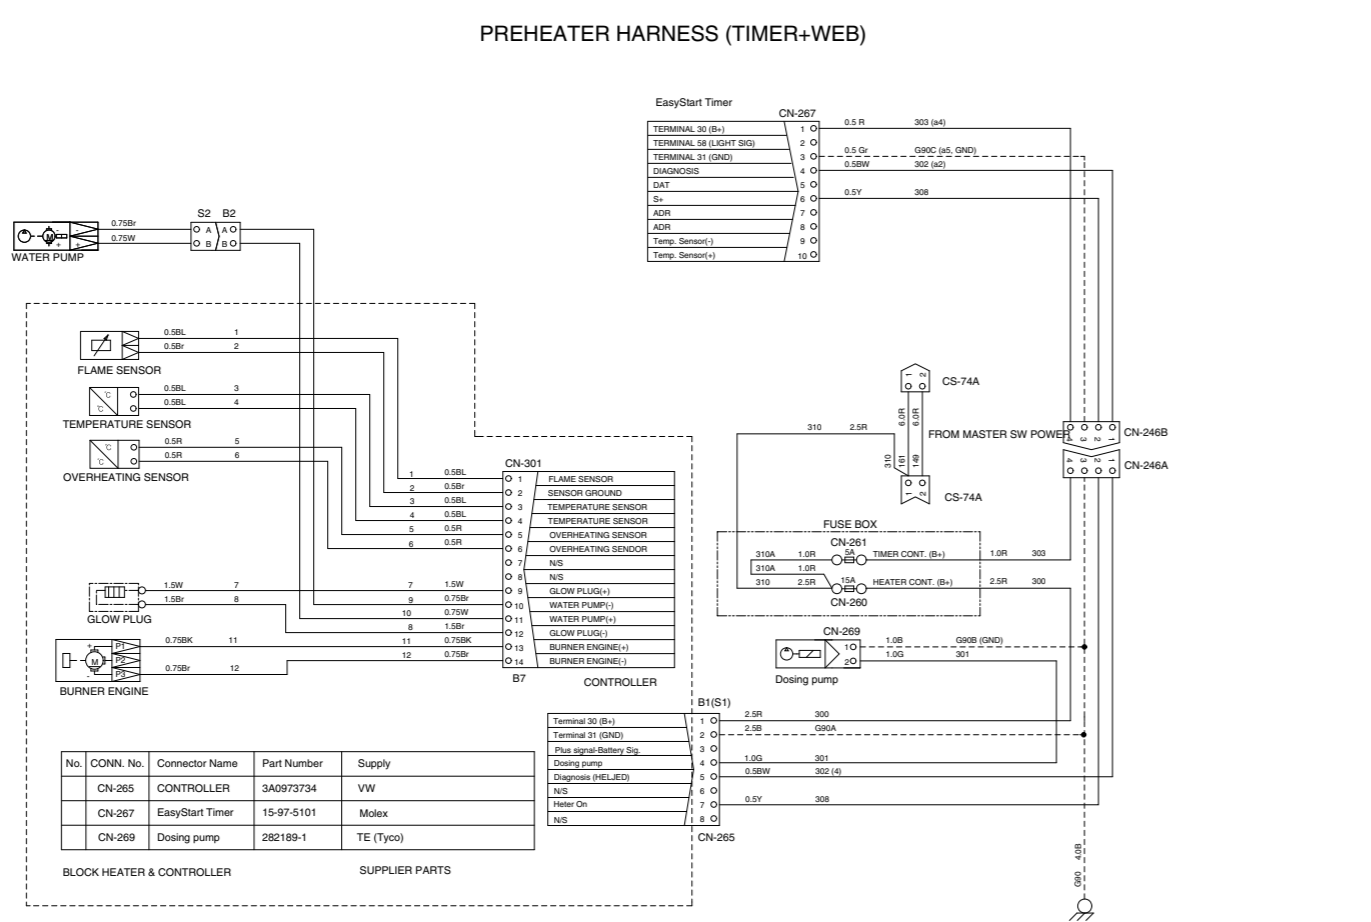 PREHEATER HARNESS (TIMER+WEB)
EasyStart Timer
CN-267
TERMINAL 30 (B+) 1 0.5 R 303 (a4)
TERMINAL 58 (LIGHT SIG) 2
TERMINAL 31 (GND) 3 0.5 Gr G90C (a5, GND)
DIAGNOSIS 4 0.5BW 302 (a2)
DAT 5
S+ 6 0.5Y 308
ADR 7
ADR 8
Temp. Sensor(-) 9
Temp. Sensor(+) 10
S2 B2
0.75Br A A
0.75W B B
M - - + +
WATER PUMP
0.5BL 1
0.5Br 2
FLAME SENSOR
°C °C
0.5BL 3
0.5BL 4
TEMPERATURE SENSOR
°C °C
0.5R 5
0.5R 6
OVERHEATING SENSOR
1.5W 7
1.5Br 8
GLOW PLUG
+ M -
P1 0.75BK 11
P2
P3 0.75Br 12
BURNER ENGINE
CN-301
1 0.5BL 1 FLAME SENSOR
2 0.5Br 2 SENSOR GROUND
3 0.5BL 3 TEMPERATURE SENSOR
4 0.5BL 4 TEMPERATURE SENSOR
5 0.5R 5 OVERHEATING SENSOR
6 0.5R 6 OVERHEATING SENDOR
7 N/S
8 N/S
7 1.5W 9 GLOW PLUG(+)
9 0.75Br 10 WATER PUMP(-)
10 0.75W 11 WATER PUMP(+)
8 1.5Br 12 GLOW PLUG(-)
11 0.75BK 13 BURNER ENGINE(+)
12 0.75Br 14 BURNER ENGINE(-)
B7 CONTROLLER
1 2 CS-74A
6.0R 6.0R
310 2.5R
FROM MASTER SW POWER
310 161 149
1 2 CS-74A
4 3 2 1 CN-246B
4 3 2 1 CN-246A
FUSE BOX
CN-261
310A 1.0R 5A TIMER CONT. (B+) 1.0R 303
310A 1.0R
310 2.5R 15A HEATER CONT. (B+) 2.5R 300
CN-260
CN-269
1 1.0B G90B (GND)
2 1.0G 301
Dosing pump
B1(S1)
Terminal 30 (B+) 1 2.5R 300
Terminal 31 (GND) 2 2.5B G90A
Plus signal-Battery Sig. 3
Dosing pump 4 1.0G 301
Diagnosis (HELJED) 5 0.5BW 302 (4)
N/S 6
Heter On 7 0.5Y 308
N/S 8
CN-265
G90 4.0B
No. CONN. No. Connector Name Part Number Supply
CN-265 CONTROLLER 3A0973734 VW
CN-267 EasyStart Timer 15-97-5101 Molex
CN-269 Dosing pump 282189-1 TE (Tyco)
BLOCK HEATER & CONTROLLER SUPPLIER PARTS